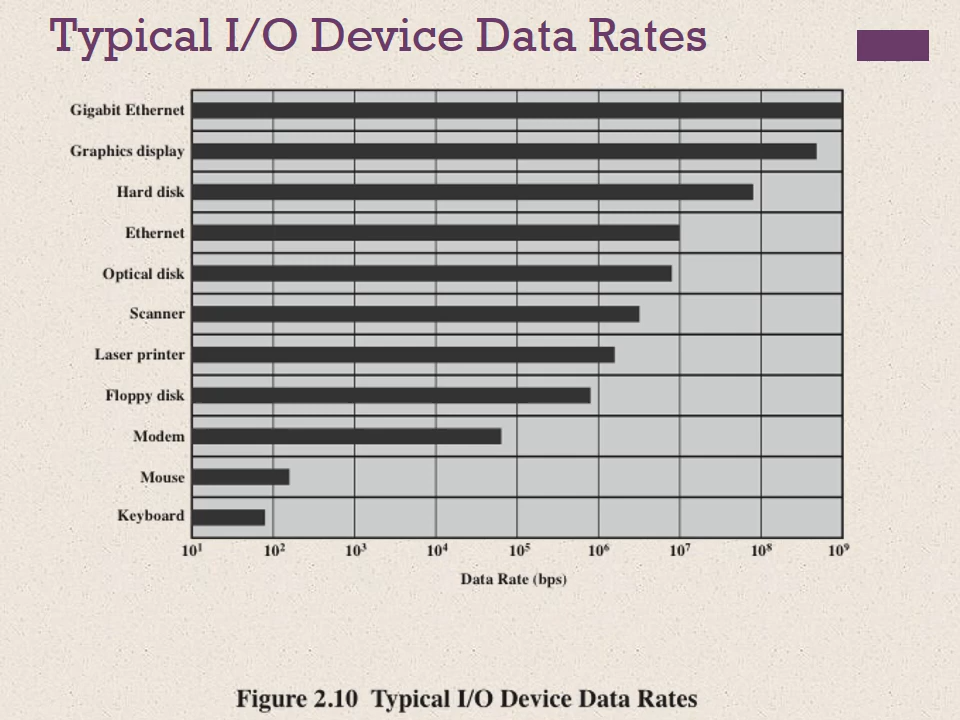 Typical I/O Device Data Rates
Gigabit Ethernet
Graphics display
Hard disk
Ethernet
Optical disk
Scanner
Laser printer
Floppy disk
Modem
Mouse
Keyboard
10¹ 10² 10³ 10⁴ 10⁵ 10⁶ 10⁷ 10⁸ 10⁹
Data Rate (bps)
Figure 2.10 Typical I/O Device Data Rates